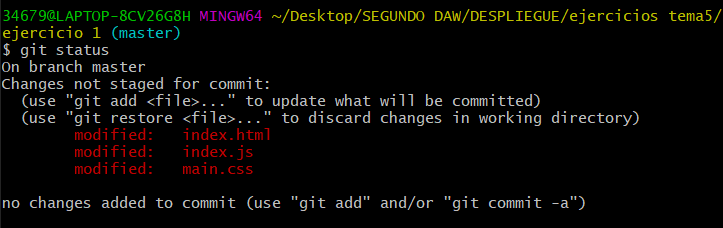 34679@LAPTOP-8CV26G8H MINGW64 ~/Desktop/SEGUNDO DAW/DESPLIEGUE/ejercicios tema5/
ejercicio 1 (master)
$ git status
On branch master
Changes not staged for commit:
  (use "git add <file>..." to update what will be committed)
  (use "git restore <file>..." to discard changes in working directory)
        modified:   index.html
        modified:   index.js
        modified:   main.css
no changes added to commit (use "git add" and/or "git commit -a")